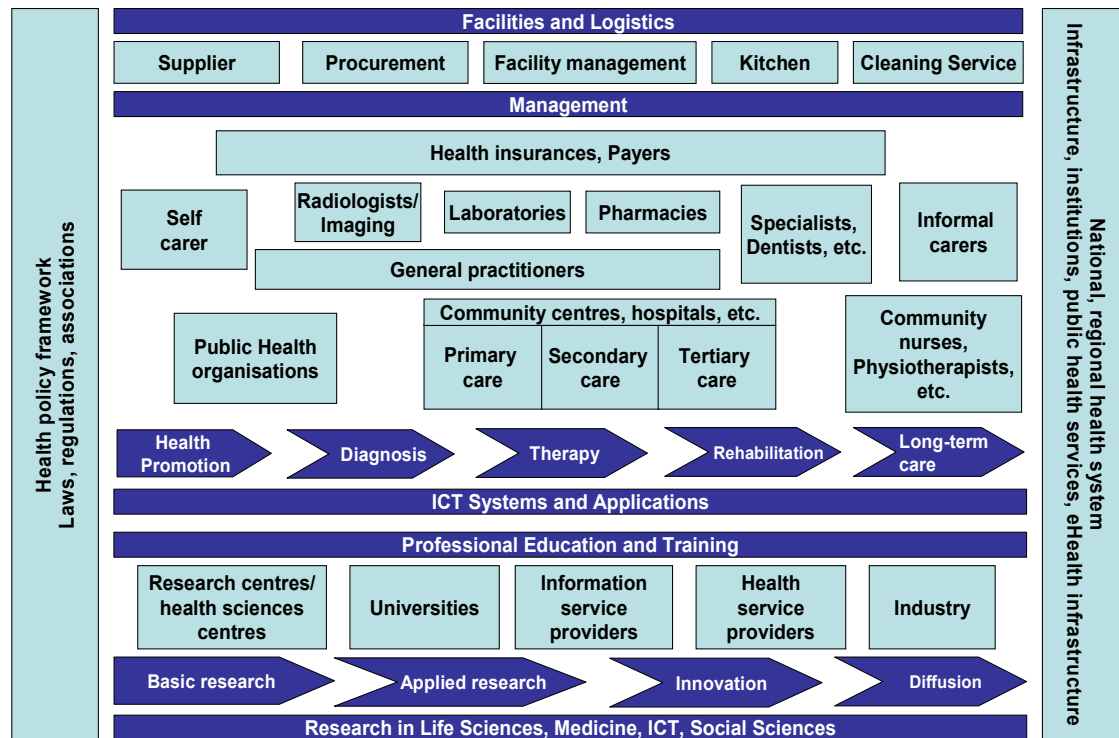 Health policy framework
Laws, regulations, associations
Facilities and Logistics
Supplier
Procurement
Facility management
Kitchen
Cleaning Service
Management
Health insurances, Payers
Self
carer
Radiologists/
Imaging
Laboratories
Pharmacies
Specialists,
Dentists, etc.
Informal
carers
General practitioners
Public Health
organisations
Community centres, hospitals, etc.
Primary
care
Secondary
care
Tertiary
care
Community
nurses,
Physiotherapists,
etc.
Health
Promotion
Diagnosis
Therapy
Rehabilitation
Long-term
care
ICT Systems and Applications
Professional Education and Training
Research centres/
health sciences
centres
Universities
Information
service
providers
Health
service
providers
Industry
Basic research
Applied research
Innovation
Diffusion
Research in Life Sciences, Medicine, ICT, Social Sciences
National, regional health system
Infrastructure, institutions, public health services, eHealth infrastructure